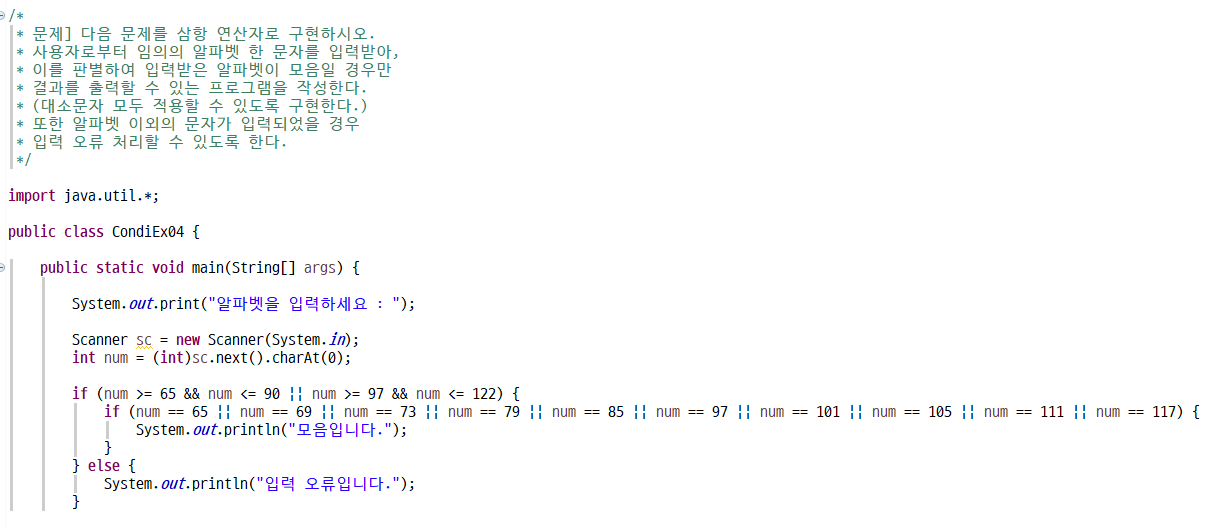 /*
* 문제] 다음 문제를 삼항 연산자로 구현하시오.
* 사용자로부터 임의의 알파벳 한 문자를 입력받아,
* 이를 판별하여 입력받은 알파벳이 모음일 경우만
* 결과를 출력할 수 있는 프로그램을 작성한다.
* (대소문자 모두 적용할 수 있도록 구현한다.)
* 또한 알파벳 이외의 문자가 입력되었을 경우
* 입력 오류 처리할 수 있도록 한다.
*/
import java.util.*;
public class CondiEx04 {
public static void main(String[] args) {
System.out.print("알파벳을 입력하세요 : ");
Scanner sc = new Scanner(System.in);
int num = (int)sc.next().charAt(0);
if (num >= 65 && num <= 90 || num >= 97 && num <= 122) {
if (num == 65 || num == 69 || num == 73 || num == 79 || num == 85 || num == 97 || num == 101 || num == 105 || num == 111 || num == 117) {
System.out.println("모음입니다.");
}
} else {
System.out.println("입력 오류입니다.");
}